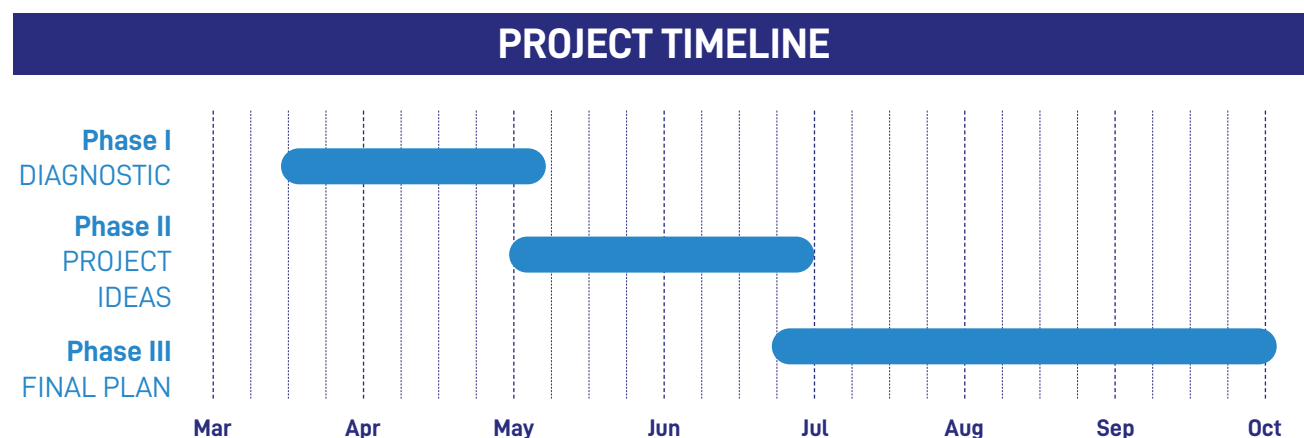 PROJECT TIMELINE
Phase I
DIAGNOSTIC
Phase II
PROJECT
IDEAS
Phase III
FINAL PLAN
Mar Apr May Jun Jul Aug Sep Oct